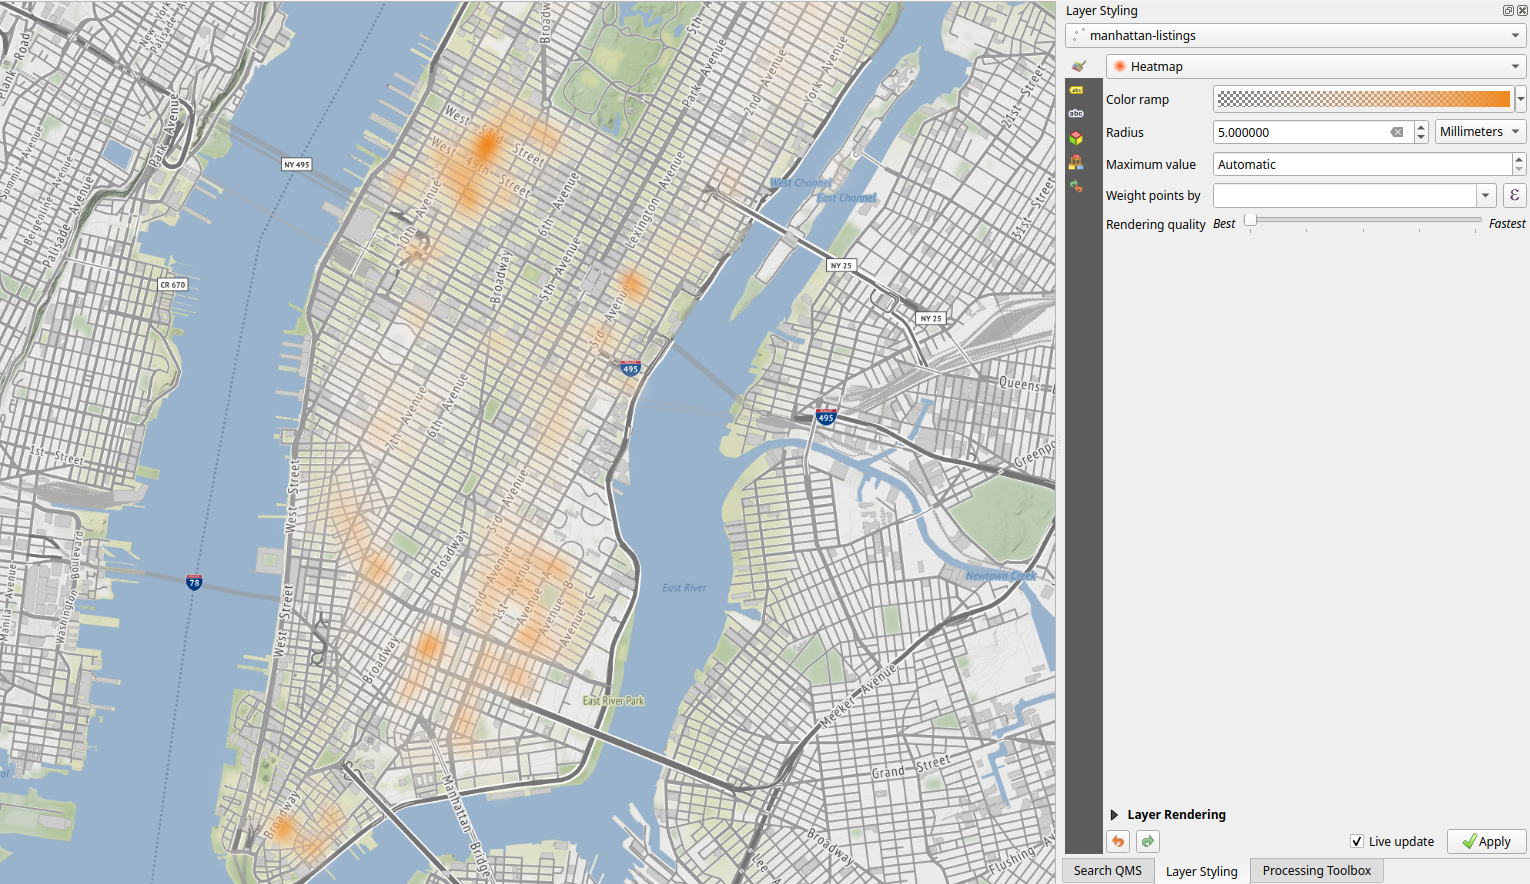 Layer Styling
manhattan-listings
Heatmap
Color ramp
Radius
5.000000
Millimeters
Maximum value
Automatic
Weight points by
ε
Rendering quality
Best
Fastest
Layer Rendering
Live update
Apply
Search QMS
Layer Styling
Processing Toolbox
abc
abc
Plank Road
New York
Palisade
Park Avenue
Summit Avenue
Bergenline Avenue
Palisade Avenue
NY 495
CR 670
1st Street
Boulevard
Washington
Manila Avenue
78
West Street
West Street
West Street
Broadway
5th Avenue
Park Avenue
2nd Avenue
York Avenue
21st Street
31st Street
West 53rd Street
West 49th Street
10th Avenue
6th Avenue
Lexington Avenue
Broadway
5th Avenue
3rd Avenue
West Channel
East Channel
NY 25
NY 25
495
495
Queens
Greenpo
7th Avenue
6th Avenue
3rd Avenue
Broadway
2nd Avenue
1st Avenue
Avenue A
Avenue B
Avenue C
East River
Newtown Creek
Broadway
East River Park
Meeker Avenue
Grand Street
Broadway
Manhattan Bridge
Broadway
Lee A
Flushing Av